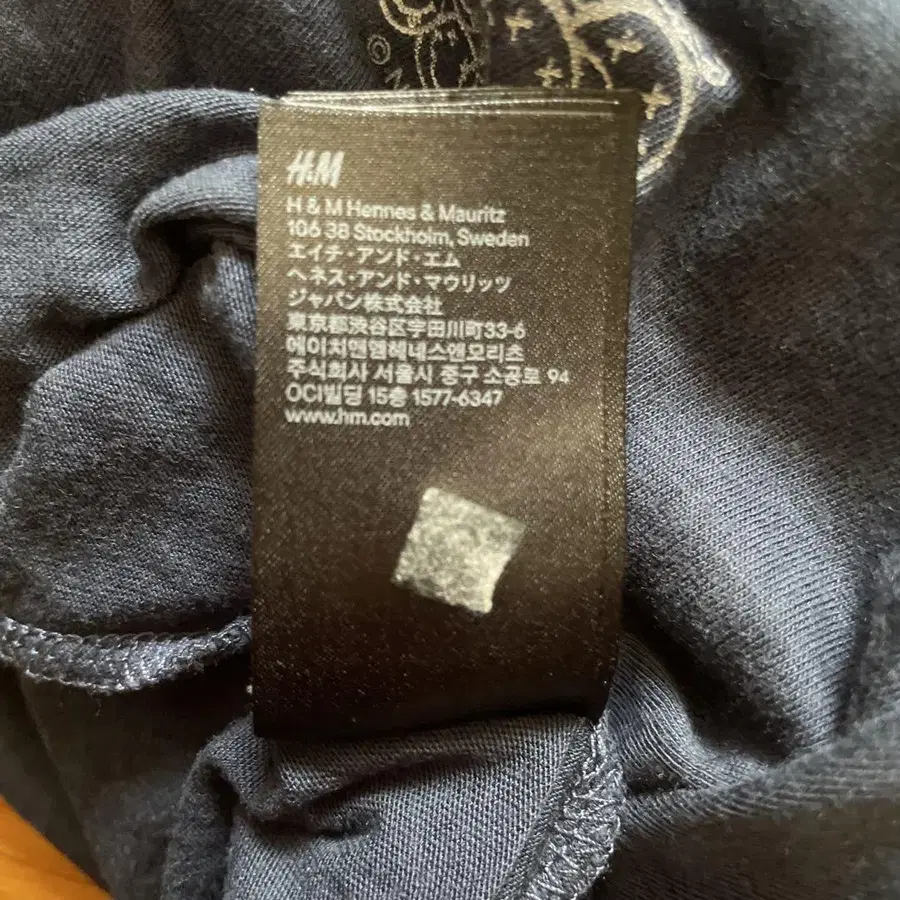 H&M
H & M Hennes & Mauritz
106 38 Stockholm, Sweden
エイチ・アンド・エム
ヘネス・アンド・マウリッツ
ジャパン株式会社
東京都渋谷区宇田川町33-6
에이치앤엠헤네스앤모리츠
주식회사 서울시 중구 소공로 94
OCI빌딩 15층 1577-6347
www.hm.com